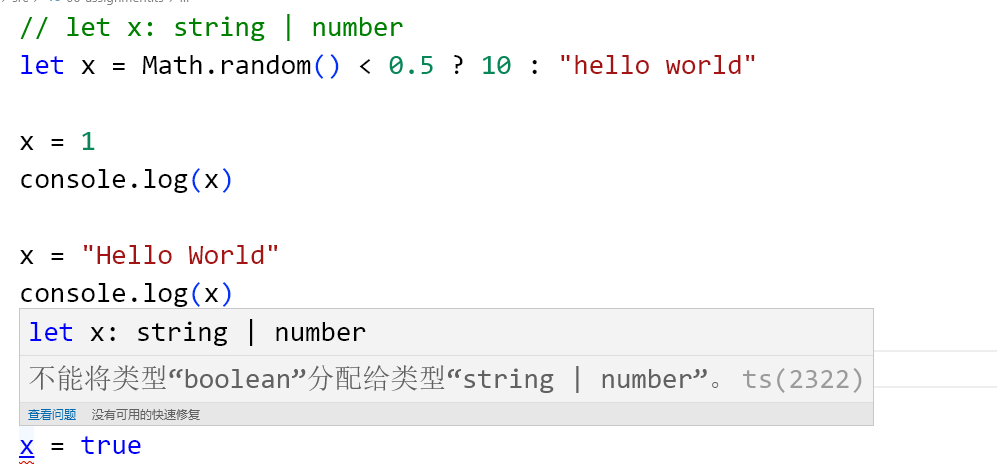 // let x: string | number
let x = Math.random() < 0.5 ? 10 : "hello world"
x = 1
console.log(x)
x = "Hello World"
console.log(x)
let x: string | number
不能将类型“boolean”分配给类型“string | number”。 ts(2322)
查看问题 没有可用的快速修复
x = true